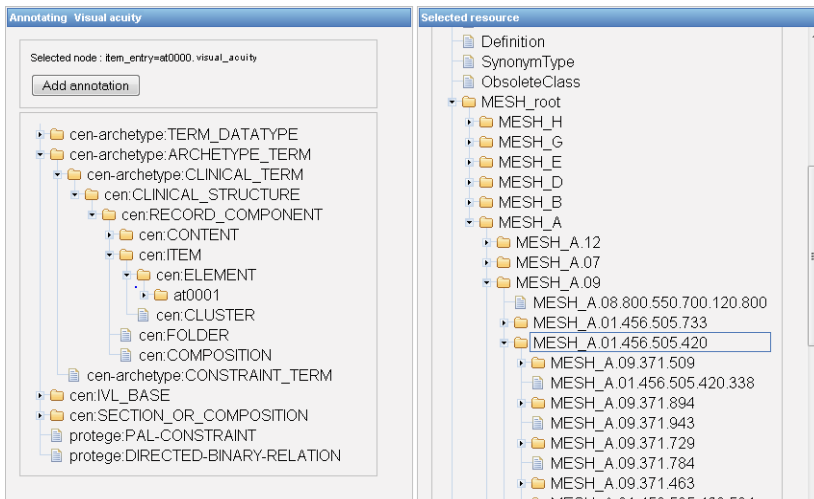 Annotating Visual acuity
Selected node : item_entry=at0000, visual_acuity
Add annotation
cen-archetype:TERM_DATATYPE
cen-archetype:ARCHETYPE_TERM
cen-archetype:CLINICAL_TERM
cen:CLINICAL_STRUCTURE
cen:RECORD_COMPONENT
cen:CONTENT
cen:ITEM
cen:ELEMENT
at0001
cen:CLUSTER
cen:FOLDER
cen:COMPOSITION
cen-archetype:CONSTRAINT_TERM
cen:IVL_BASE
cen:SECTION_OR_COMPOSITION
protege:PAL-CONSTRAINT
protege:DIRECTED-BINARY-RELATION
Selected resource
Definition
SynonymType
ObsoleteClass
MESH_root
MESH_H
MESH_G
MESH_E
MESH_D
MESH_B
MESH_A
MESH_A.12
MESH_A.07
MESH_A.09
MESH_A.08.800.550.700.120.800
MESH_A.01.456.505.733
MESH_A.01.456.505.420
MESH_A.09.371.509
MESH_A.01.456.505.420.338
MESH_A.09.371.894
MESH_A.09.371.943
MESH_A.09.371.729
MESH_A.09.371.784
MESH_A.09.371.463